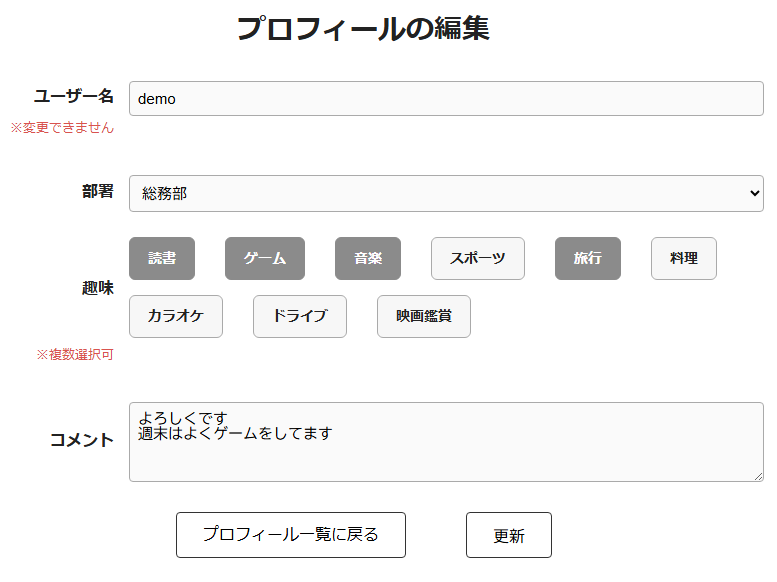 プロフィールの編集
ユーザー名
demo
※変更できません
部署
総務部
読書 ゲーム 音楽 スポーツ 旅行 料理
趣味
カラオケ ドライブ 映画鑑賞
※複数選択可
よろしくです
週末はよくゲームをしてます
コメント
プロフィール一覧に戻る 更新